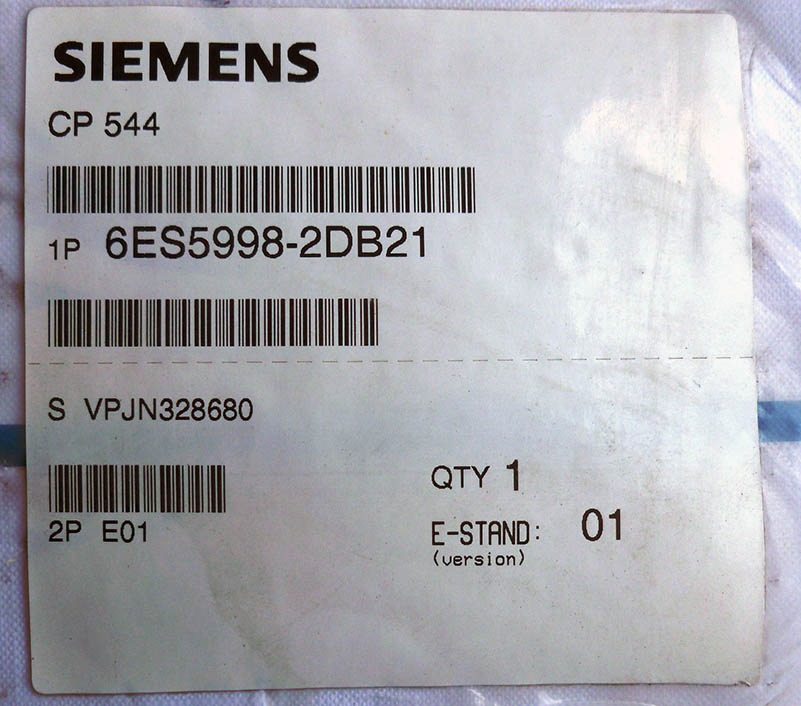 SIEMENS
CP 544
1P 6ES5998-2DB21
S VPJN328680
QTY 1
2P E01
E-STAND: 01
(version)